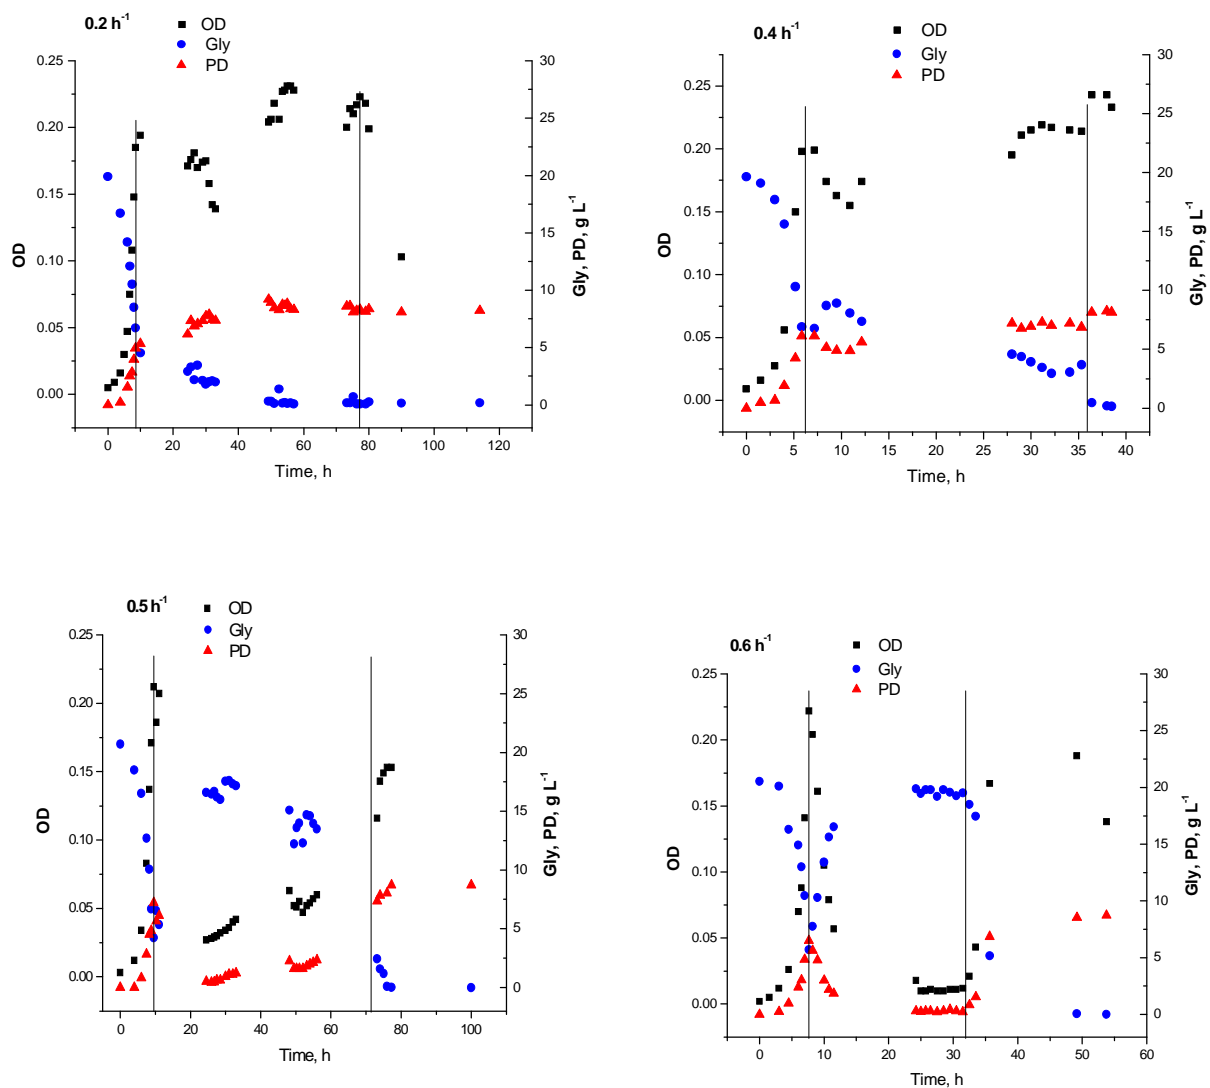 0.2 h⁻¹
OD
Gly
PD
0.25
0.20
0.15
0.10
0.05
0.00
OD
30
25
20
15
10
5
0
Gly, PD, g L⁻¹
0 20 40 60 80 100 120
Time, h
0.4 h⁻¹
OD
Gly
PD
0.25
0.20
0.15
0.10
0.05
0.00
OD
30
25
20
15
10
5
0
Gly, PD, g L⁻¹
0 5 10 15 20 25 30 35 40
Time, h
0.5 h⁻¹
OD
Gly
PD
0.25
0.20
0.15
0.10
0.05
0.00
OD
30
25
20
15
10
5
0
Gly, PD, g L⁻¹
0 20 40 60 80 100
Time, h
0.6 h⁻¹
OD
Gly
PD
0.25
0.20
0.15
0.10
0.05
0.00
OD
30
25
20
15
10
5
0
Gly, PD, g L⁻¹
0 10 20 30 40 50 60
Time, h